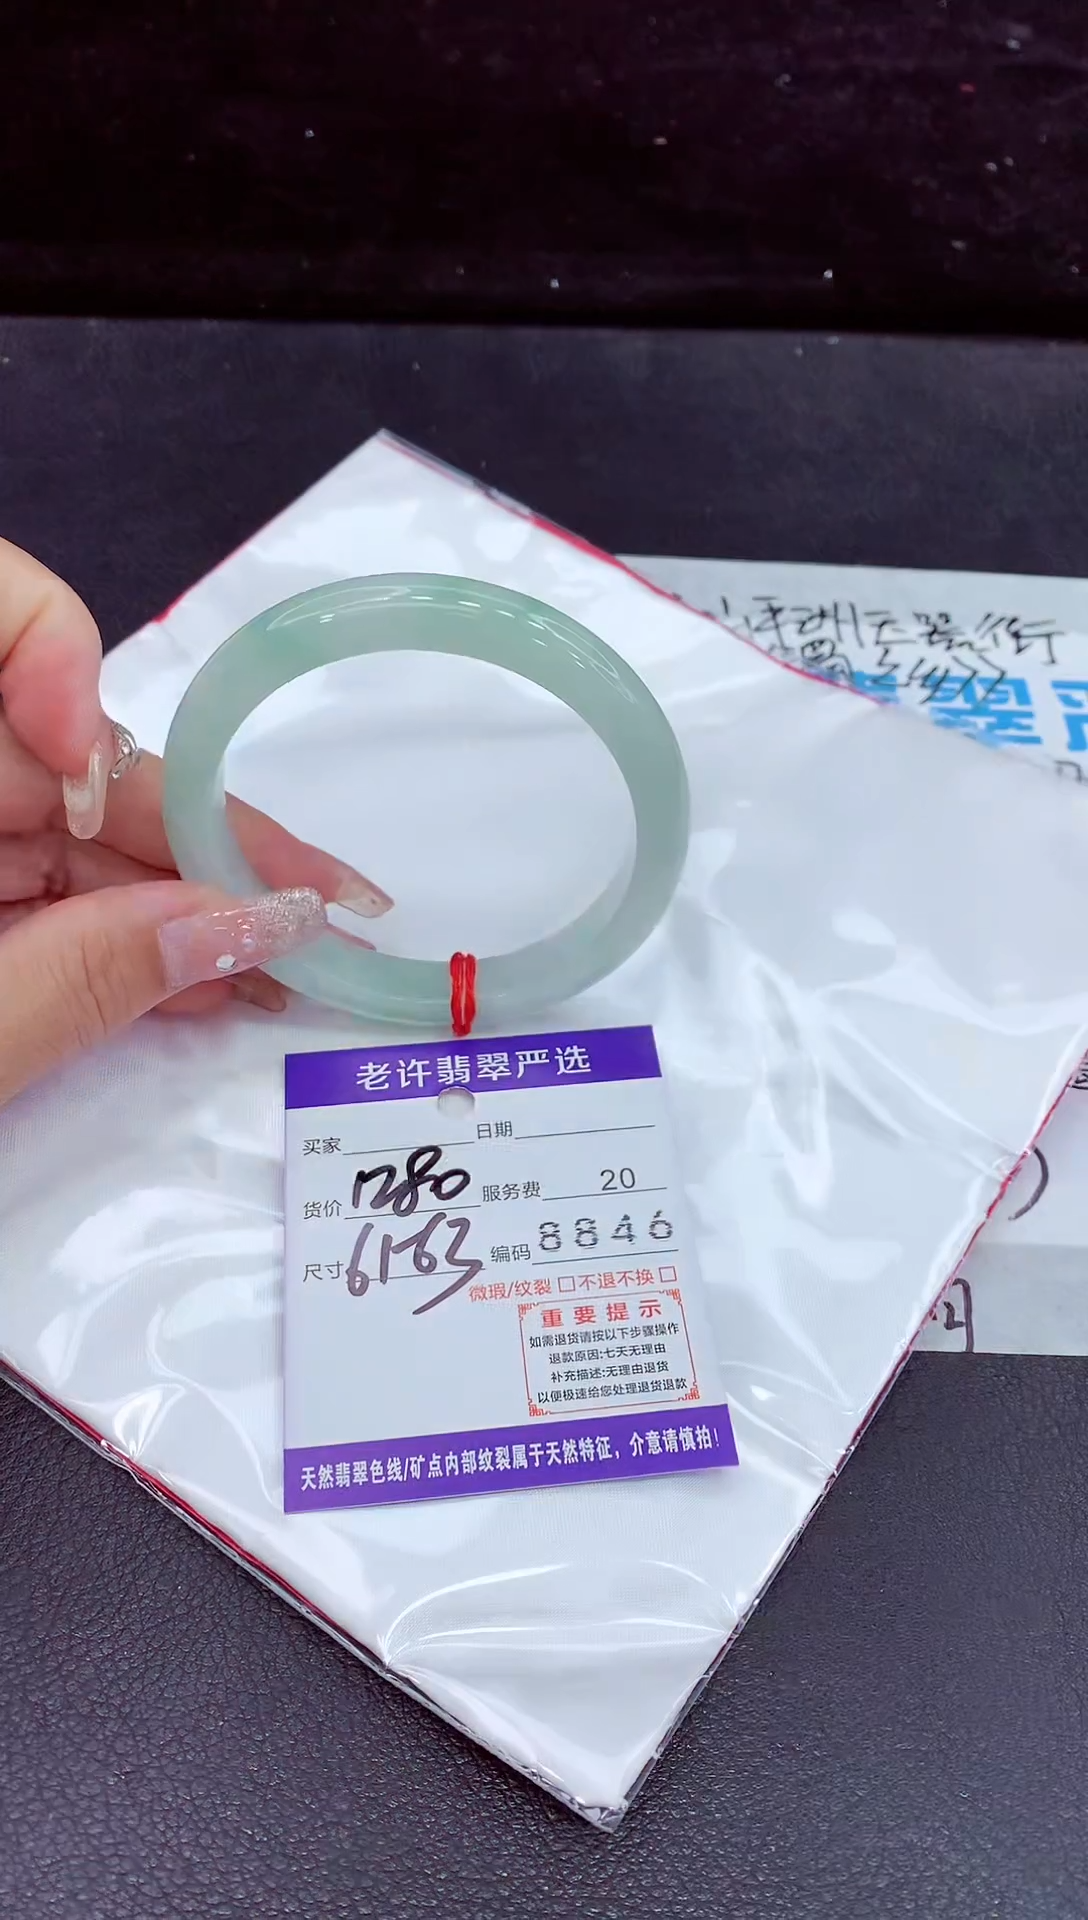 老许翡翠严选
买家 日期
货价 1280 服务费 20
尺寸 61-63 编码 8846
微瑕/纹裂 □ 不退不换 □
重要提示
如需退货请按以下步骤操作
退款原因:七天无理由
补充描述:无理由退货
以便极速给您处理退货退款
天然翡翠色线/矿点内部纹裂属于天然特征，介意请慎拍！